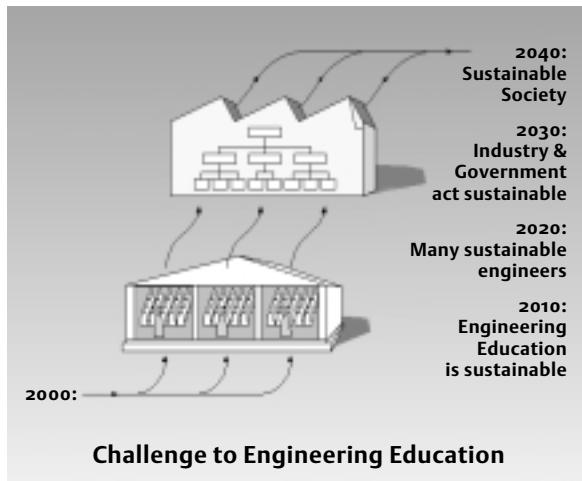 2040:
Sustainable
Society
2030:
Industry &
Government
act sustainable
2020:
Many sustainable
engineers
2010:
Engineering
Education
is sustainable
2000:
Challenge to Engineering Education